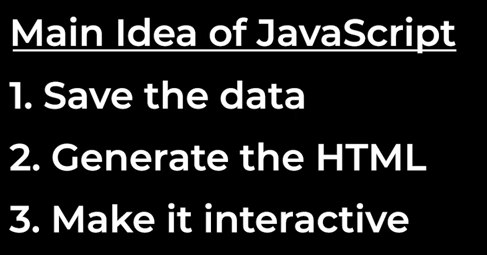 Main Idea of JavaScript
1. Save the data
2. Generate the HTML
3. Make it interactive